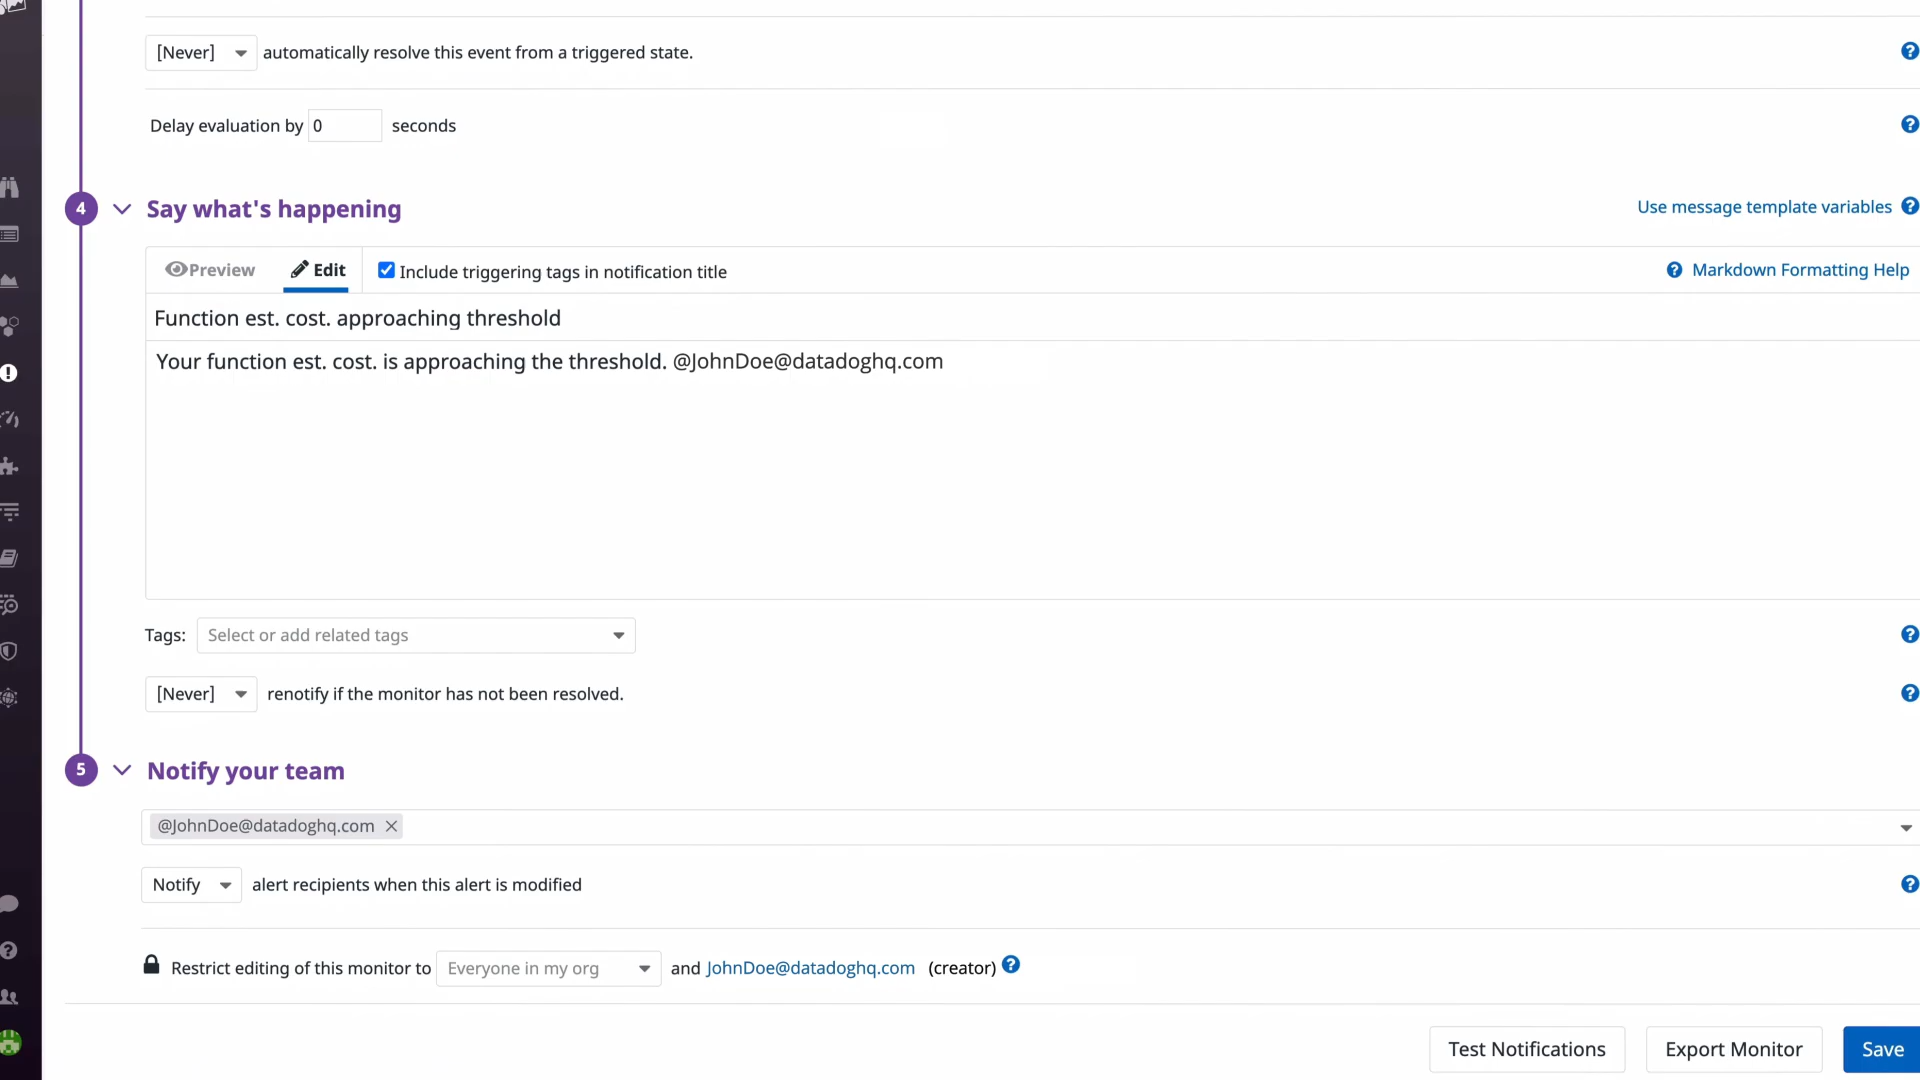 [Never] automatically resolve this event from a triggered state.
Delay evaluation by 0 seconds
4 Say what's happening Use message template variables
Preview Edit Include triggering tags in notification title Markdown Formatting Help
Function est. cost. approaching threshold
Your function est. cost. is approaching the threshold. @JohnDoe@datadoghq.com
Tags: Select or add related tags
[Never] renotify if the monitor has not been resolved.
5 Notify your team
@JohnDoe@datadoghq.com
Notify alert recipients when this alert is modified
Restrict editing of this monitor to Everyone in my org and JohnDoe@datadoghq.com (creator)
Test Notifications Export Monitor Save